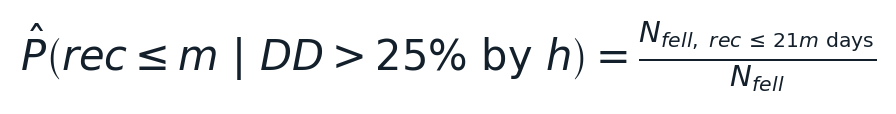 P̂(rec ≤ m | DD > 25% by h) = N_{fell, rec ≤ 21m days} / N_{fell}